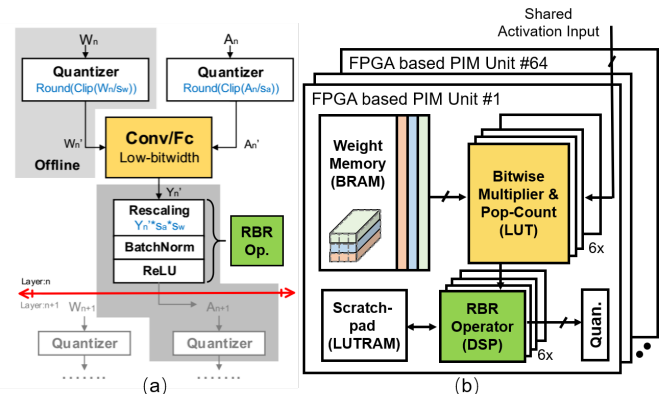 Wn
An
Quantizer
Round(Clip(Wn/sw))
Quantizer
Round(Clip(An/sa))
Wn'
An'
Offline
Conv/Fc
Low-bitwidth
Yn'
Rescaling
Yn'*sa*sw
BatchNorm
ReLU
RBR
Op.
Layer:n
Layer:n+1
Wn+1
An+1
Quantizer
Quantizer
(a)
Shared
Activation Input
FPGA based PIM Unit #64
FPGA based PIM Unit #1
Weight
Memory
(BRAM)
Bitwise
Multiplier &
Pop-Count
(LUT)
6x
Scratch-
pad
(LUTRAM)
RBR
Operator
(DSP)
6x
Quan.
(b)